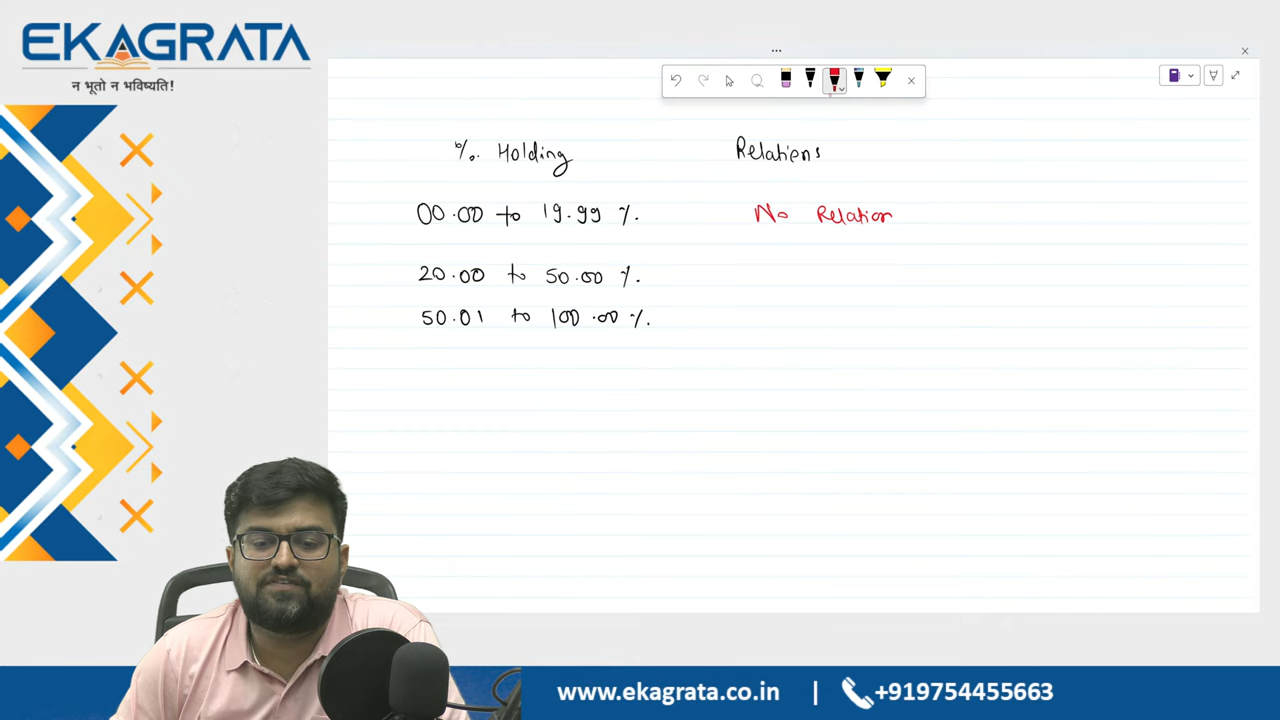 EKAGRATA
न भूतो न भविष्यति!
% Holding Relations
00.00 to 19.99 % No Relation
20.00 to 50.00 %
50.01 to 100.00 %
www.ekagrata.co.in | +919754455663